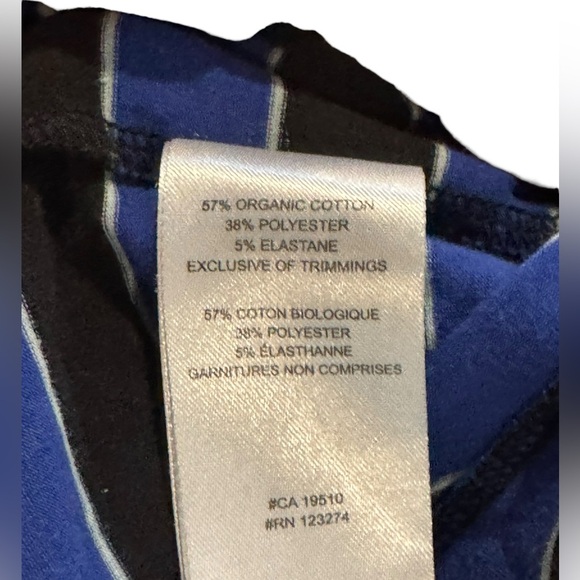 57% ORGANIC COTTON
38% POLYESTER
5% ELASTANE
EXCLUSIVE OF TRIMMINGS
57% COTON BIOLOGIQUE
38% POLYESTER
5% ÉLASTHANNE
GARNITURES NON COMPRISES
#CA 19510
#RN 123274